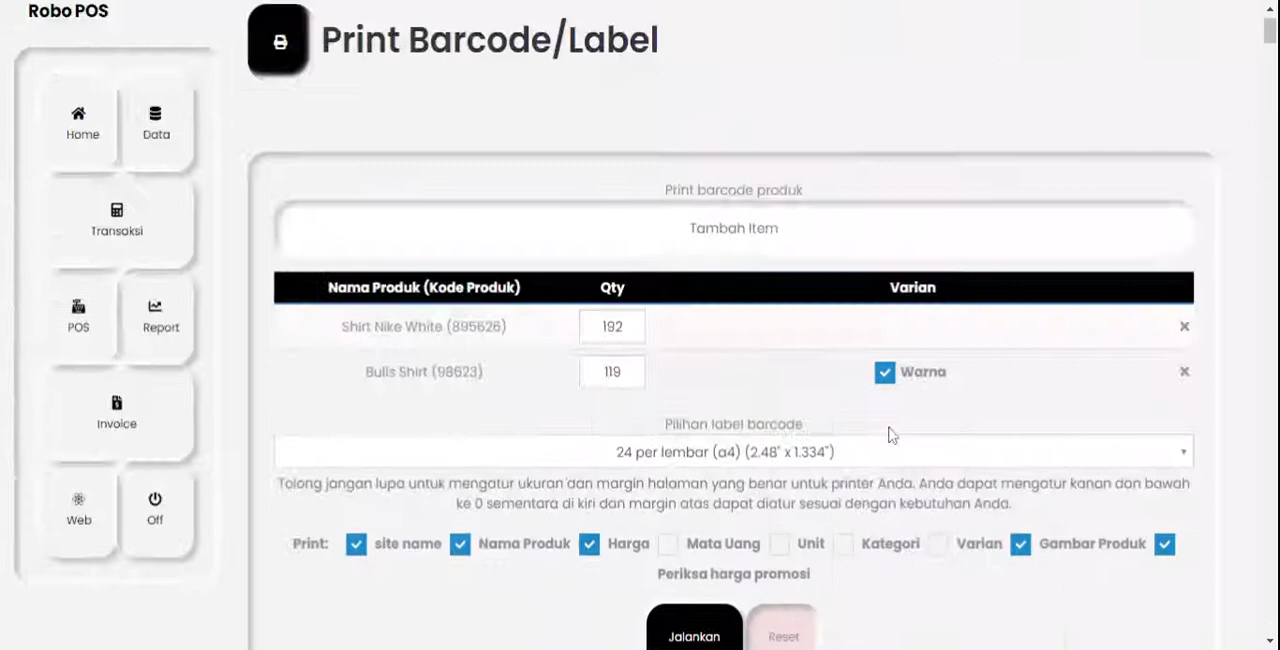 Robo POS
Print Barcode/Label
Home
Data
Transaksi
POS
Report
Invoice
Web
Off
Print barcode produk
Tambah Item
Nama Produk (Kode Produk) Qty Varian
Shirt Nike White (895626) 192 ×
Bulls Shirt (98623) 119 Warna ×
Pilihan label barcode
24 per lembar (a4) (2.48" x 1.334")
Tolong jangan lupa untuk mengatur ukuran dan margin halaman yang benar untuk printer Anda. Anda dapat mengatur kanan dan bawah
ke 0 sementara di kiri dan margin atas dapat diatur sesuai dengan kebutuhan Anda.
Print: site name Nama Produk Harga Mata Uang Unit Kategori Varian Gambar Produk
Periksa harga promosi
Jalankan
Reset